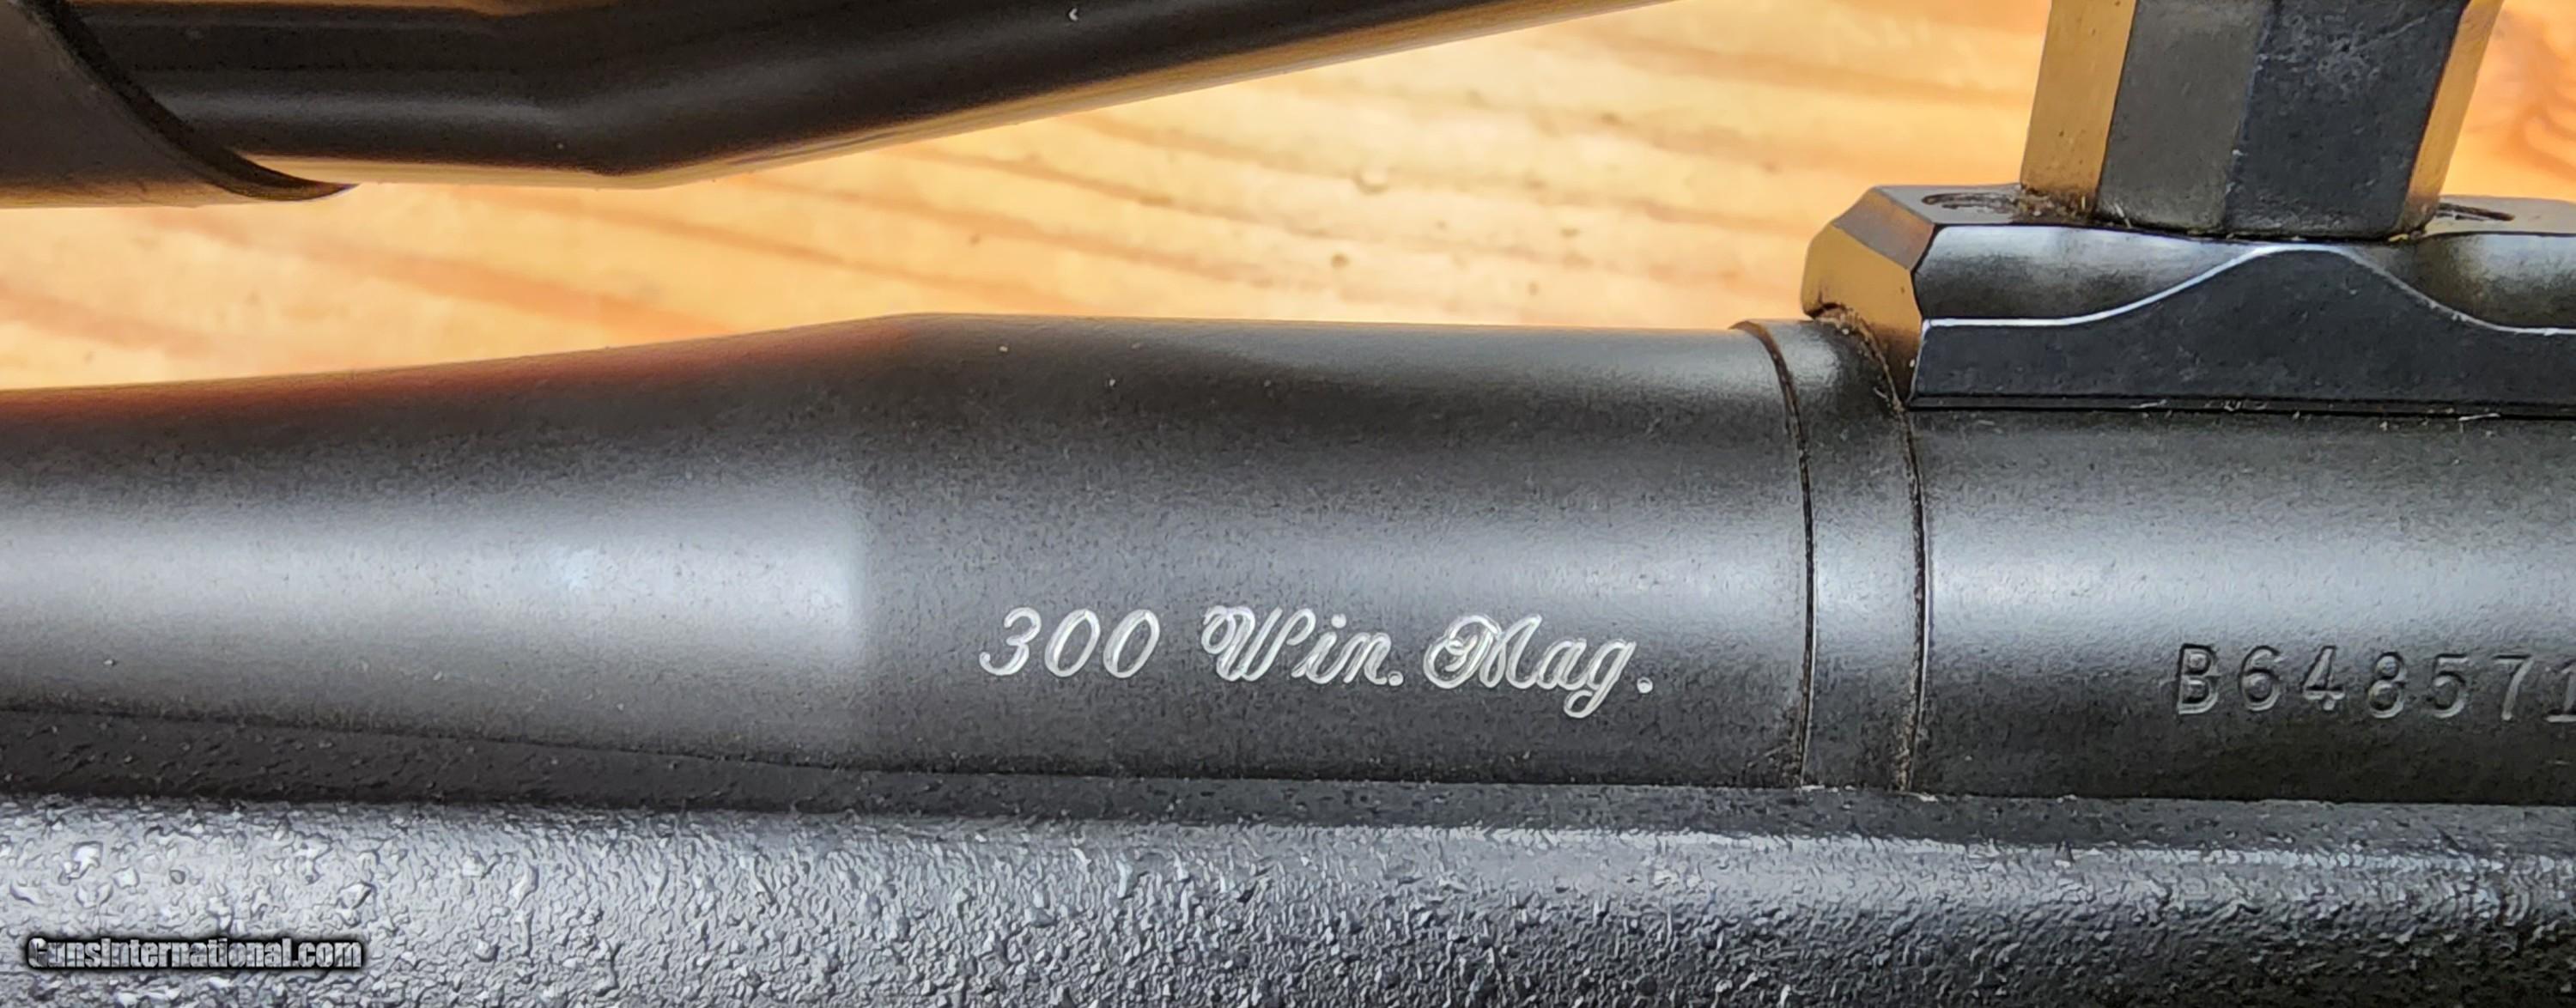 300 Win. Mag.
B648571
GunsInternational.com